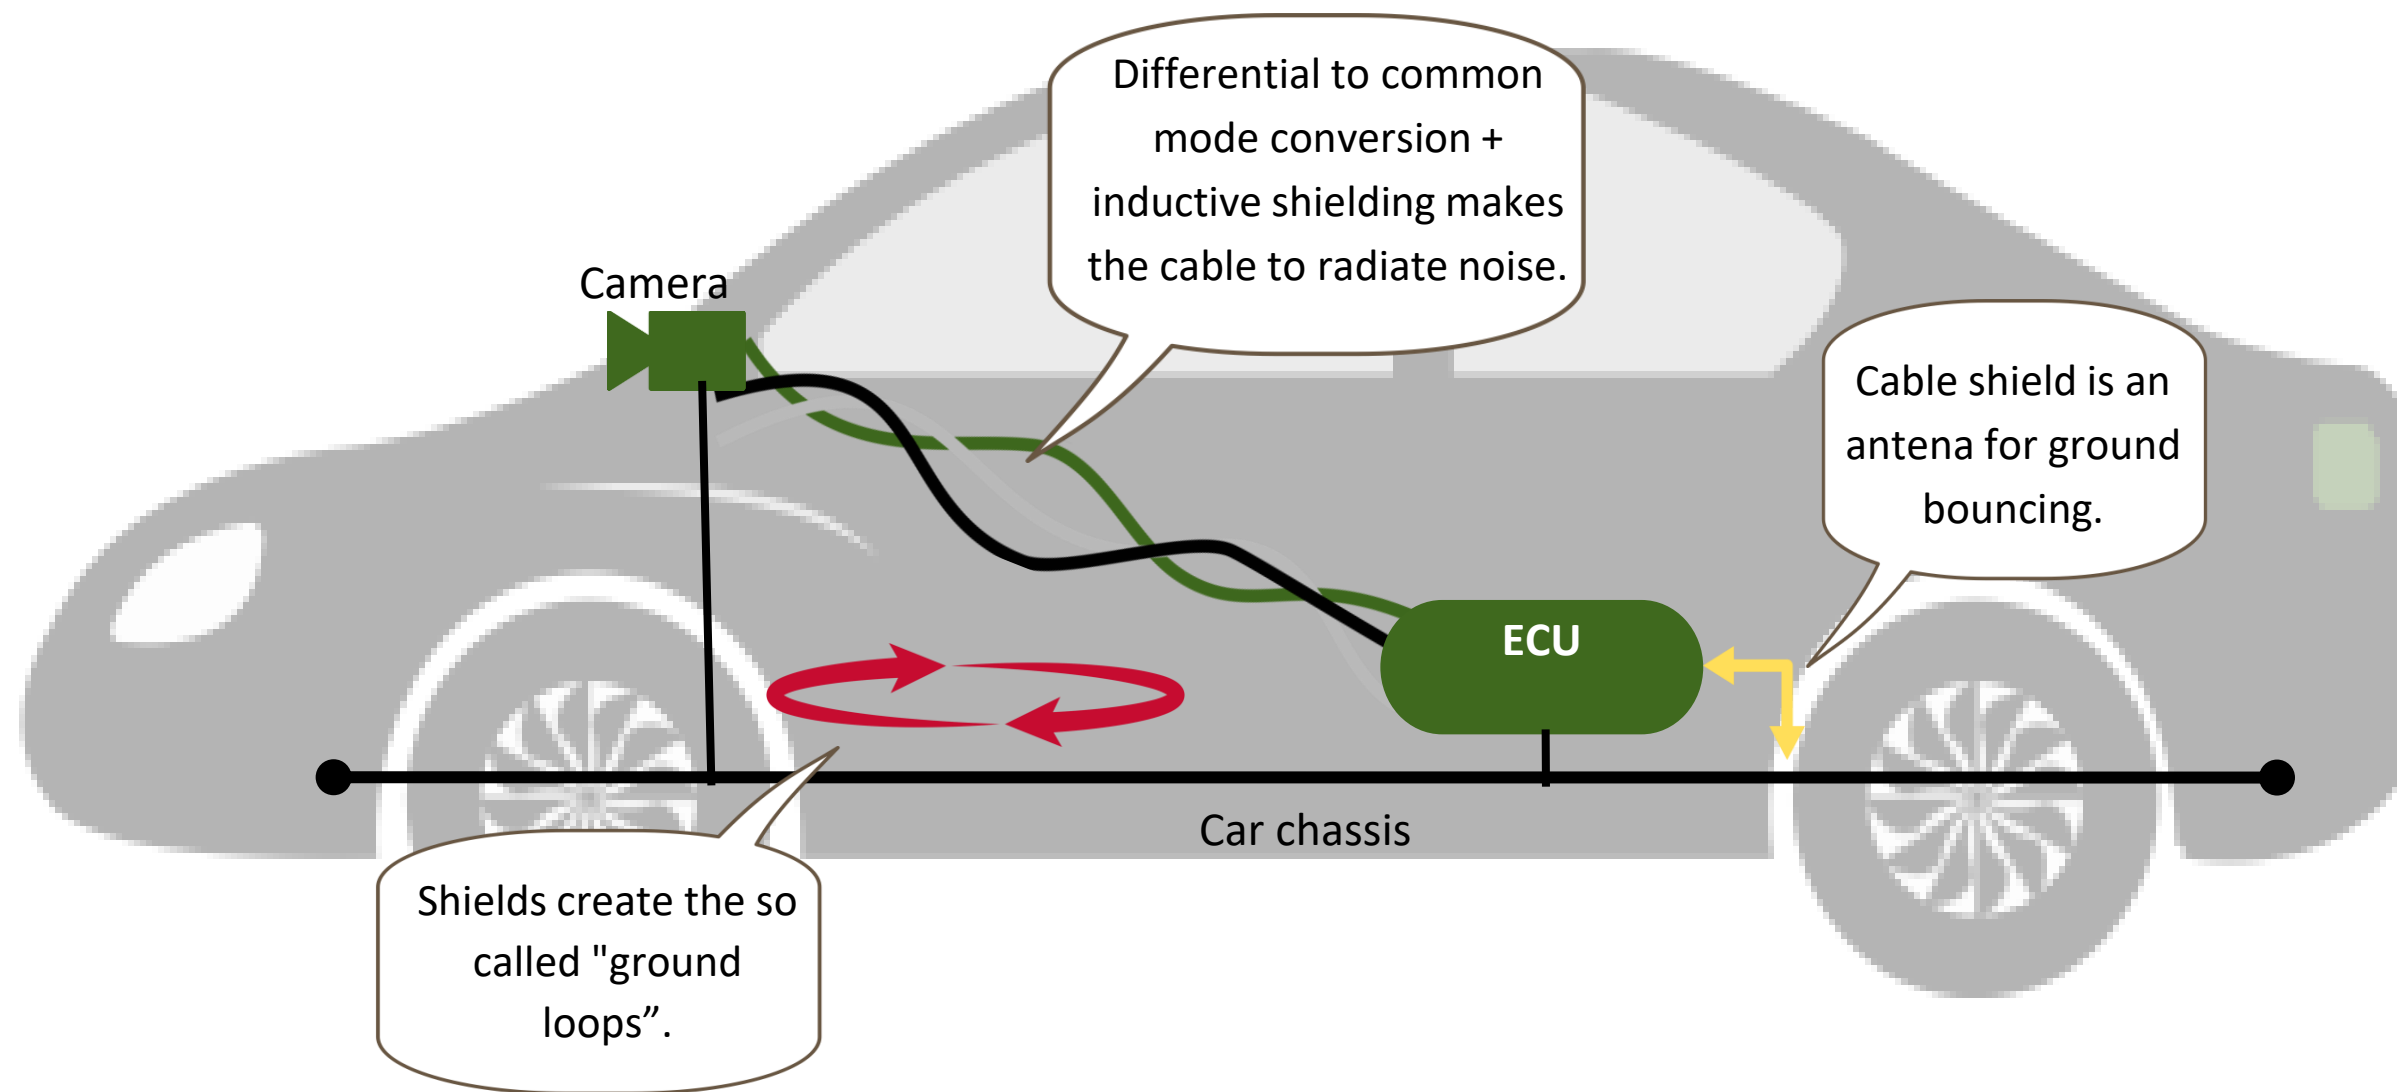 Differential to common
mode conversion +
inductive shielding makes
the cable to radiate noise.
Camera
Cable shield is an
antena for ground
bouncing.
ECU
Car chassis
Shields create the so
called "ground
loops”.